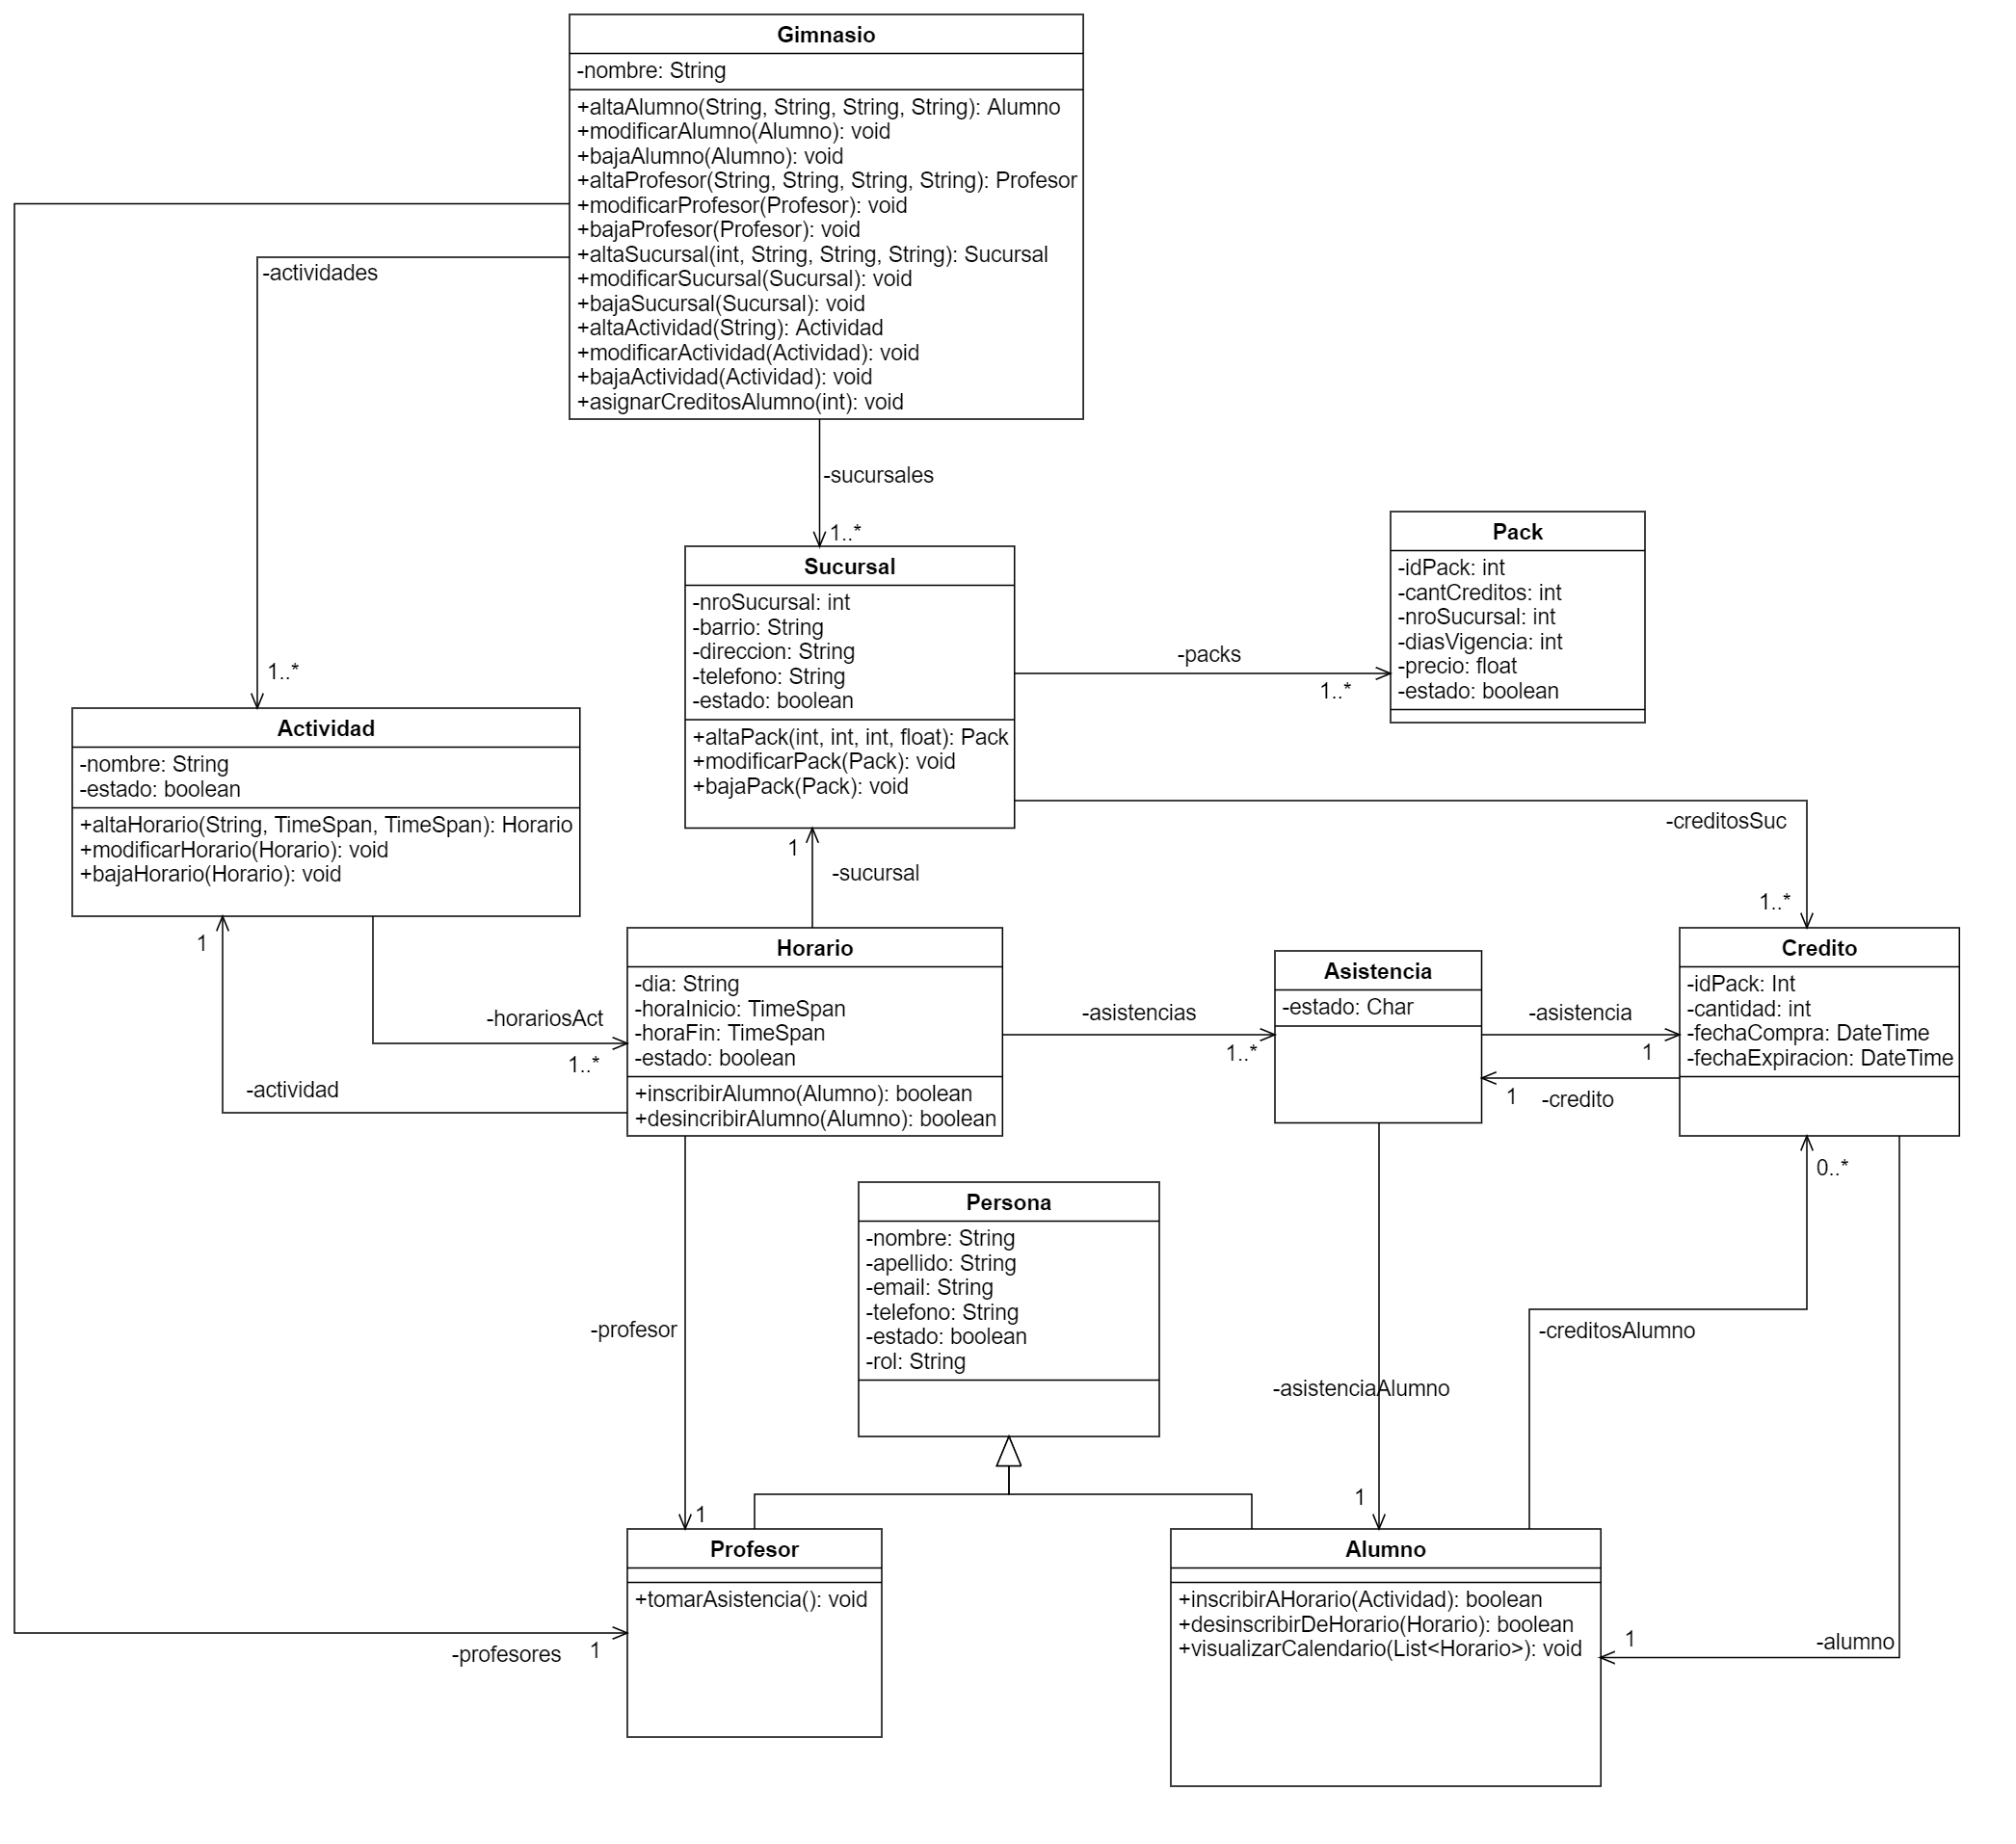 Gimnasio
-nombre: String
+altaAlumno(String, String, String, String): Alumno
+modificarAlumno(Alumno): void
+bajaAlumno(Alumno): void
+altaProfesor(String, String, String, String): Profesor
+modificarProfesor(Profesor): void
+bajaProfesor(Profesor): void
+altaSucursal(int, String, String, String): Sucursal
+modificarSucursal(Sucursal): void
+bajaSucursal(Sucursal): void
+altaActividad(String): Actividad
+modificarActividad(Actividad): void
+bajaActividad(Actividad): void
+asignarCreditosAlumno(int): void
-actividades
1..*
-sucursales
1..*
Sucursal
-nroSucursal: int
-barrio: String
-direccion: String
-telefono: String
-estado: boolean
+altaPack(int, int, int, float): Pack
+modificarPack(Pack): void
+bajaPack(Pack): void
-packs
1..*
Pack
-idPack: int
-cantCreditos: int
-nroSucursal: int
-diasVigencia: int
-precio: float
-estado: boolean
Actividad
-nombre: String
-estado: boolean
+altaHorario(String, TimeSpan, TimeSpan): Horario
+modificarHorario(Horario): void
+bajaHorario(Horario): void
1
-sucursal
-creditosSuc
1..*
1
-horariosAct
1..*
-actividad
Horario
-dia: String
-horaInicio: TimeSpan
-horaFin: TimeSpan
-estado: boolean
+inscribirAlumno(Alumno): boolean
+desincribirAlumno(Alumno): boolean
-asistencias
1..*
Asistencia
-estado: Char
-asistencia
1
1
-credito
Credito
-idPack: Int
-cantidad: int
-fechaCompra: DateTime
-fechaExpiracion: DateTime
0..*
Persona
-nombre: String
-apellido: String
-email: String
-telefono: String
-estado: boolean
-rol: String
-profesor
1
-asistenciaAlumno
1
-creditosAlumno
Profesor
+tomarAsistencia(): void
-profesores
1
Alumno
+inscribirAHorario(Actividad): boolean
+desinscribirDeHorario(Horario): boolean
+visualizarCalendario(List<Horario>): void
1
-alumno